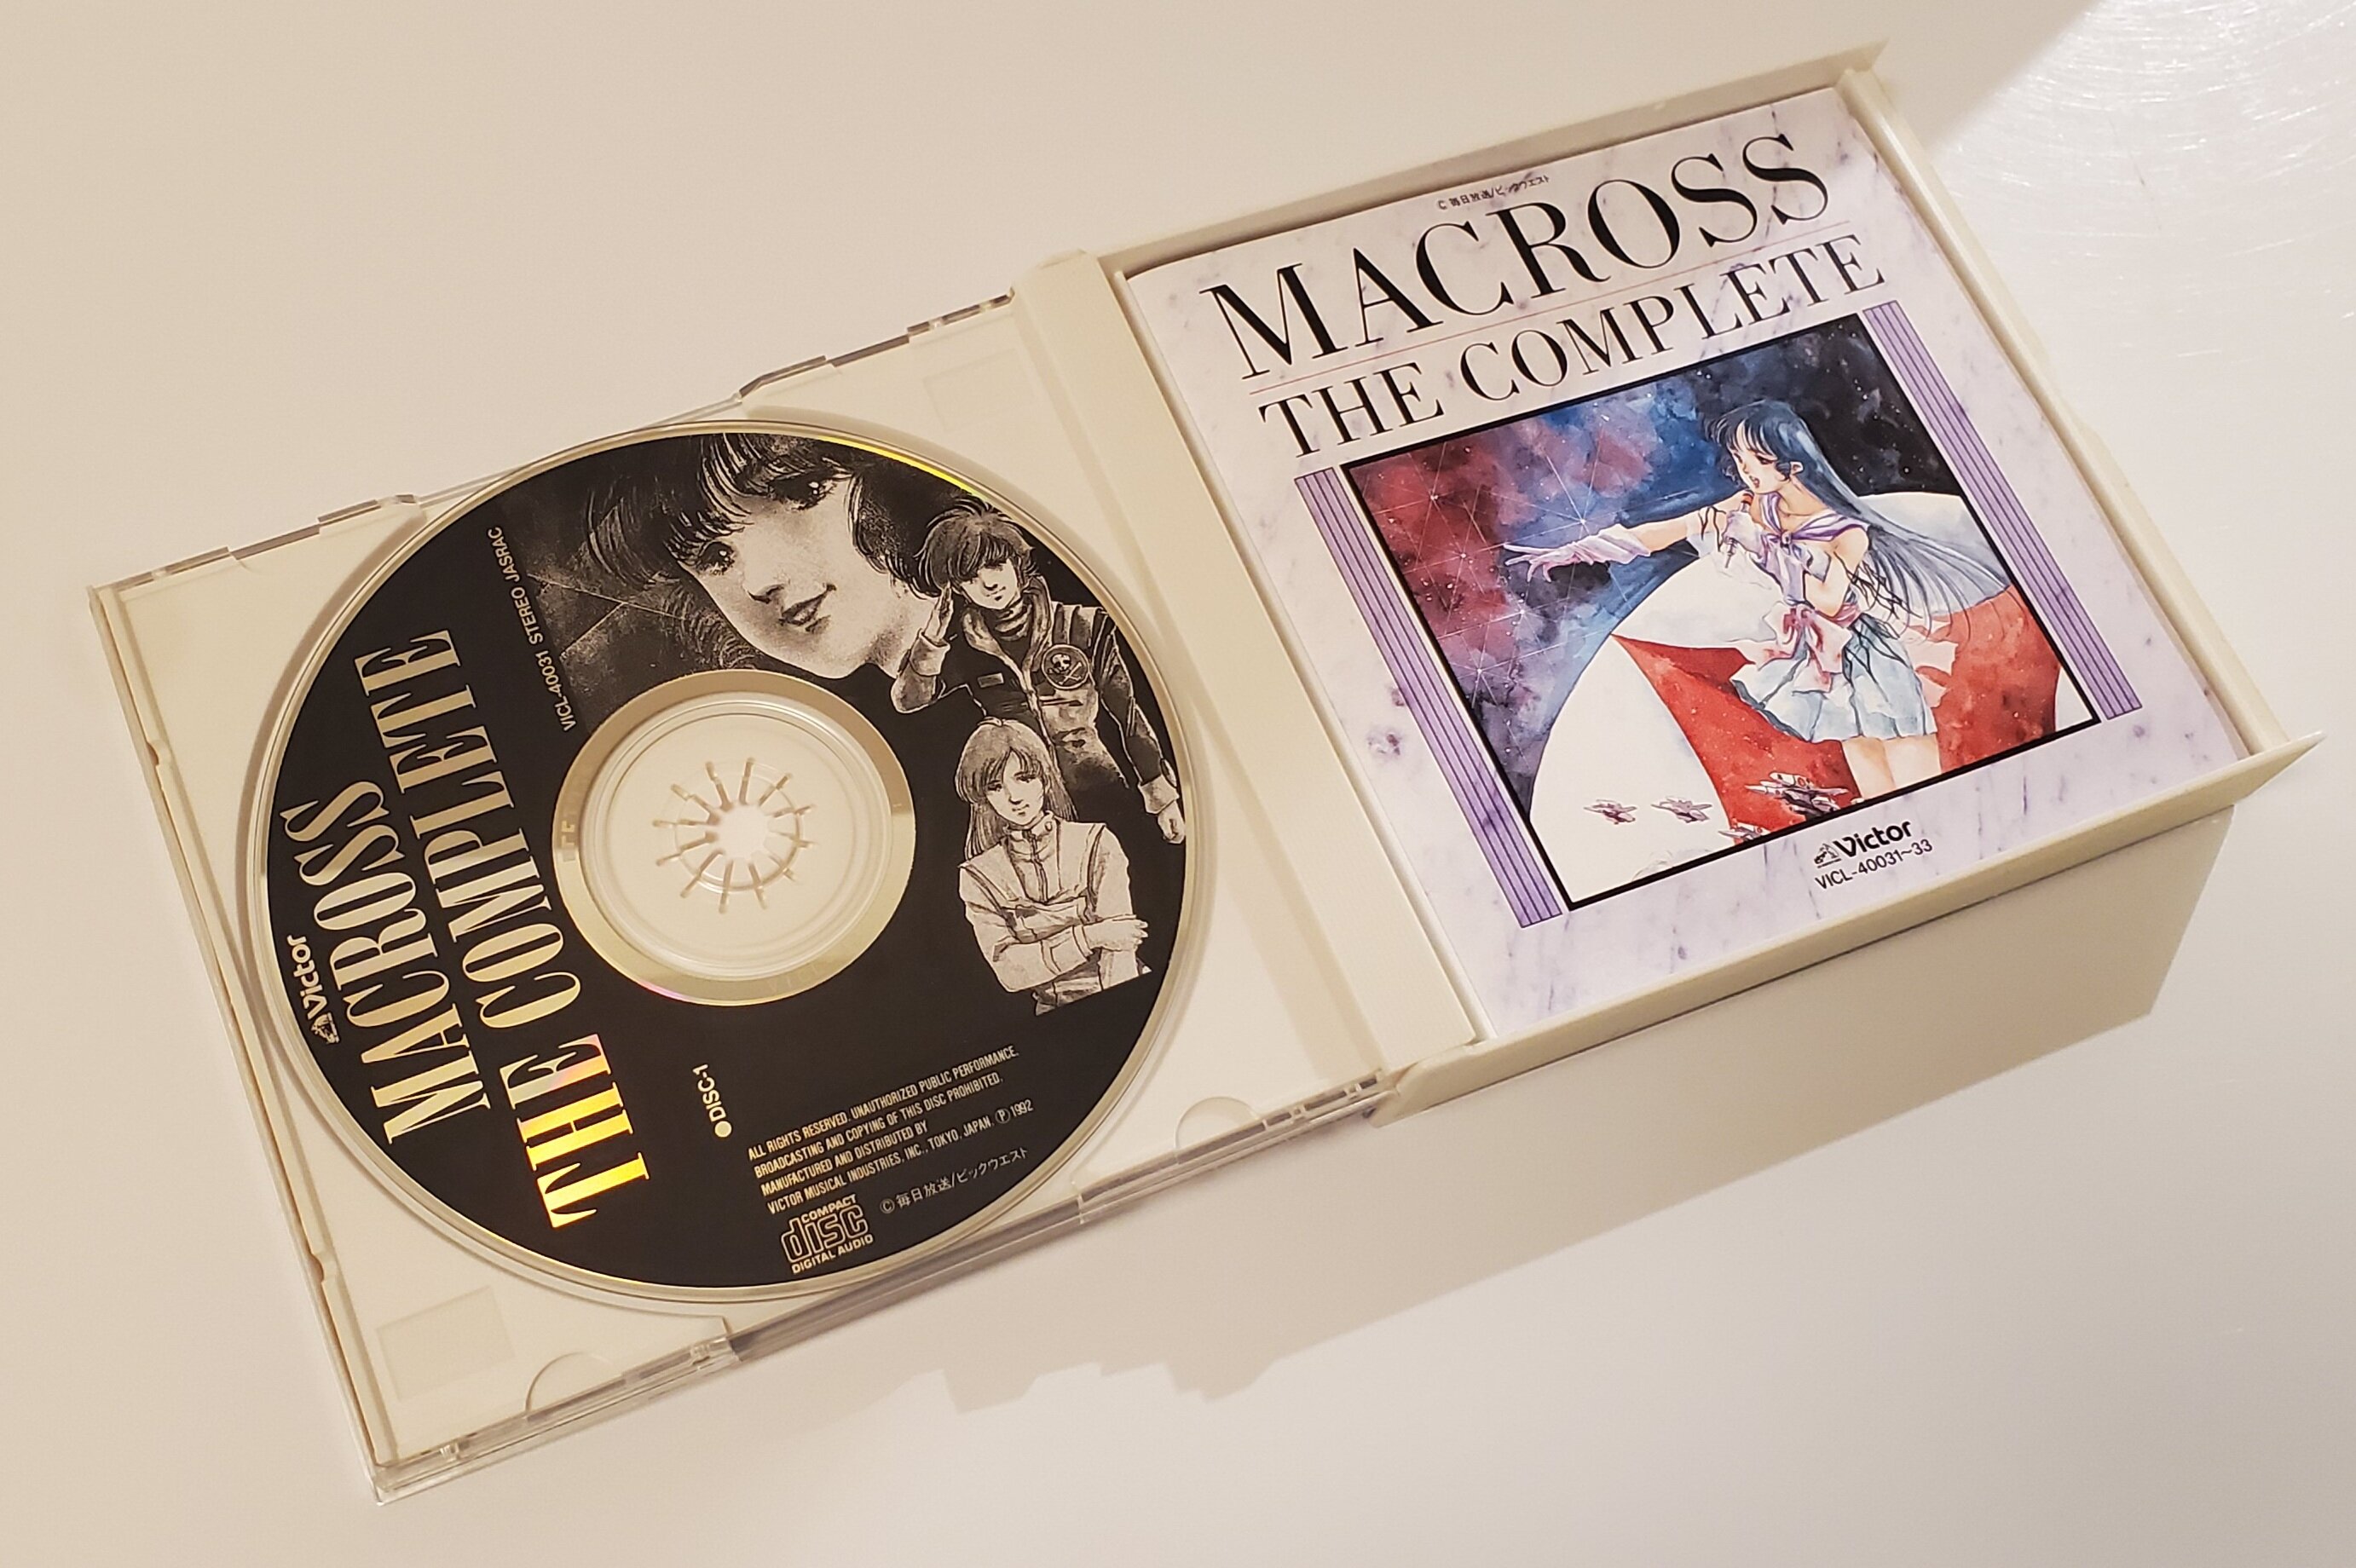 Victor
MACROSS
THE COMPLETE
VICL-40031 STEREO JASRAC
●DISC-1
ALL RIGHTS RESERVED. UNAUTHORIZED PUBLIC PERFORMANCE.
BROADCASTING AND COPYING OF THIS DISC PROHIBITED.
MANUFACTURED AND DISTRIBUTED BY
VICTOR MUSICAL INDUSTRIES, INC., TOKYO, JAPAN. Ⓟ 1992
© 毎日放送/ビックウエスト
COMPACT
disc
DIGITAL AUDIO
© 毎日放送/ビックウエスト
MACROSS
THE COMPLETE
Victor
VICL-40031~33